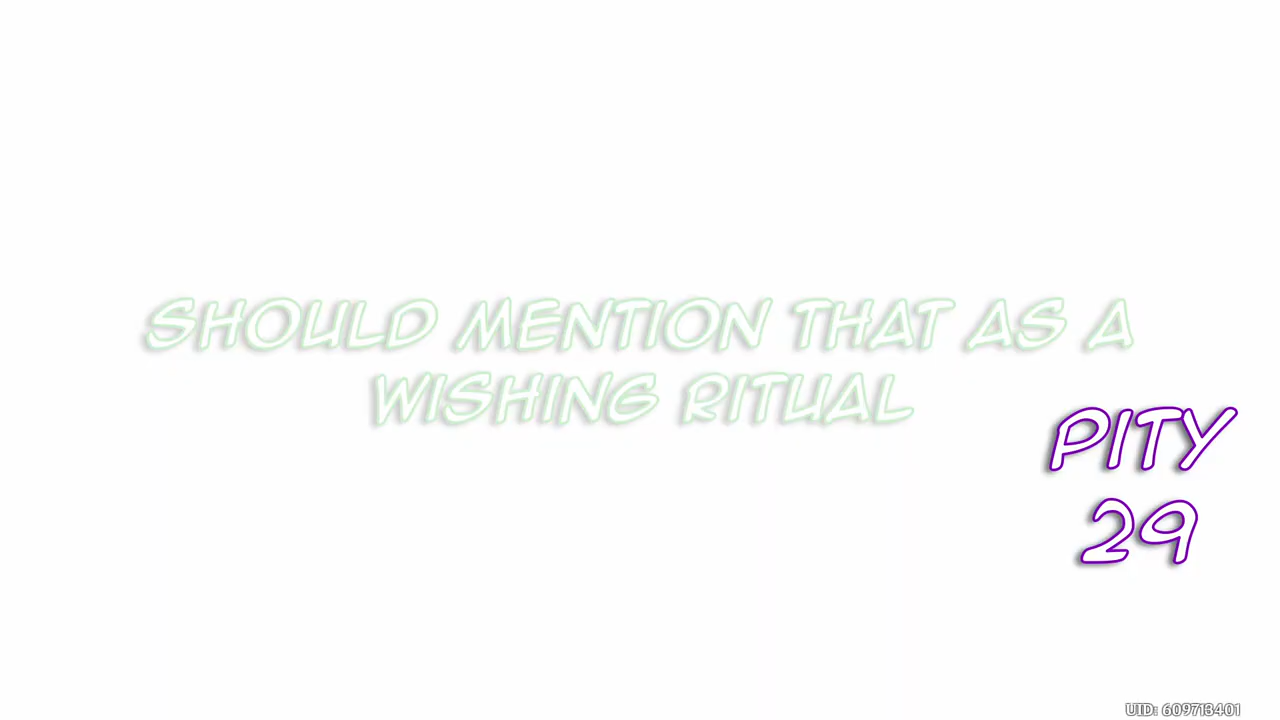 SHOULD MENTION THAT AS A
WISHING RITUAL
PITY
29
UID: 609713401